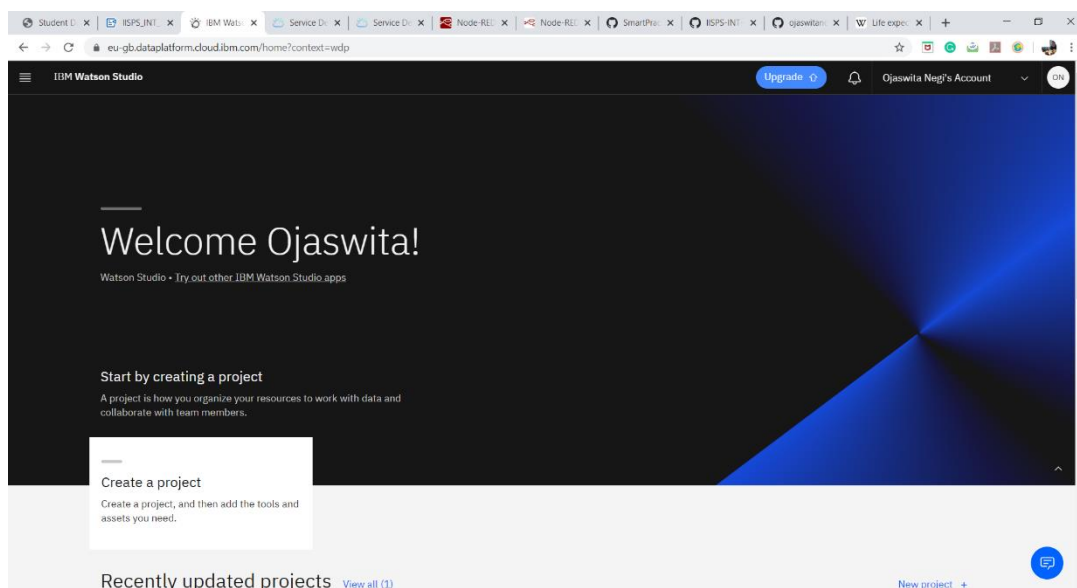 Student D
IISPS_INT_
IBM Wats
Service De
Service De
Node-RED
Node-RED
SmartPrac
IISPS-INT
ojaswitan
Life expec
eu-gb.dataplatform.cloud.ibm.com/home?context=wdp
IBM Watson Studio
Upgrade
Ojaswita Negi's Account
ON
Welcome Ojaswita!
Watson Studio • Try out other IBM Watson Studio apps
Start by creating a project
A project is how you organize your resources to work with data and
collaborate with team members.
Create a project
Create a project, and then add the tools and
assets you need.
Recently updated projects View all (1)
New project +